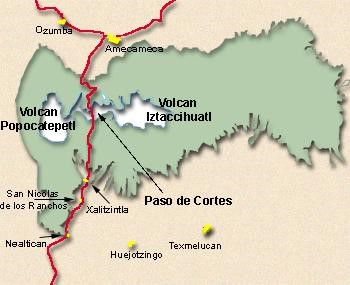 Ozumba
Amecameca
Volcan
Iztaccihuatl
Volcan
Popocatepetl
Paso de Cortes
San Nicolas
de los Ranchos
Xalitzintla
Nealtican
Huejotzingo
Texmelucan